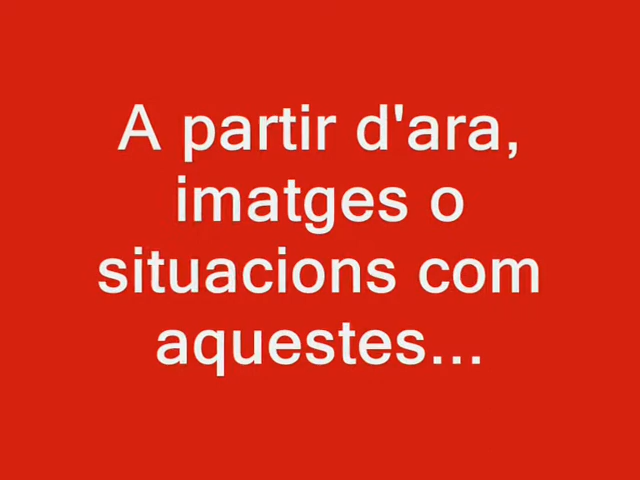 A partir d'ara,
imatges o
situacions com
aquestes...